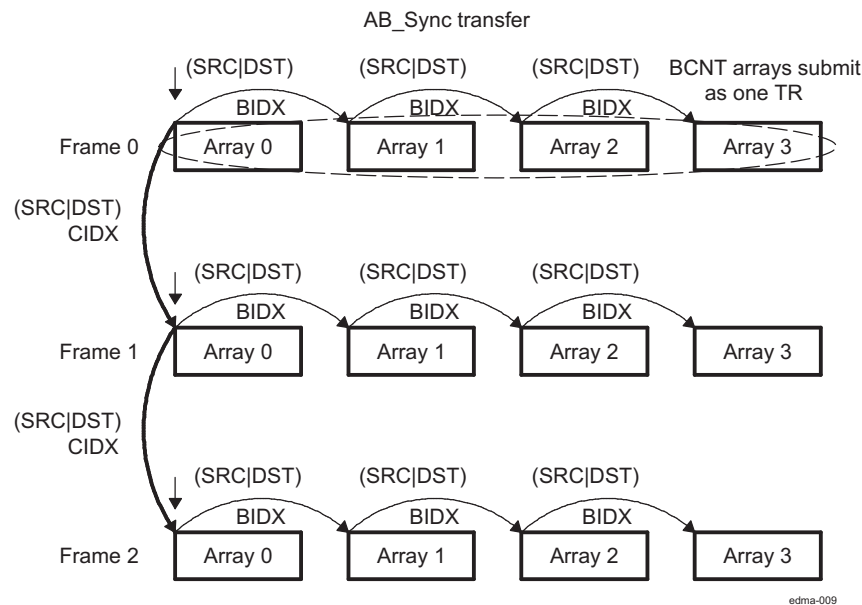 AB_Sync transfer
(SRC|DST) (SRC|DST) (SRC|DST) BCNT arrays submit
as one TR
BIDX BIDX BIDX
Frame 0 Array 0 Array 1 Array 2 Array 3
(SRC|DST)
CIDX
(SRC|DST) (SRC|DST) (SRC|DST)
BIDX BIDX BIDX
Frame 1 Array 0 Array 1 Array 2 Array 3
(SRC|DST)
CIDX
(SRC|DST) (SRC|DST) (SRC|DST)
BIDX BIDX BIDX
Frame 2 Array 0 Array 1 Array 2 Array 3
edma-009